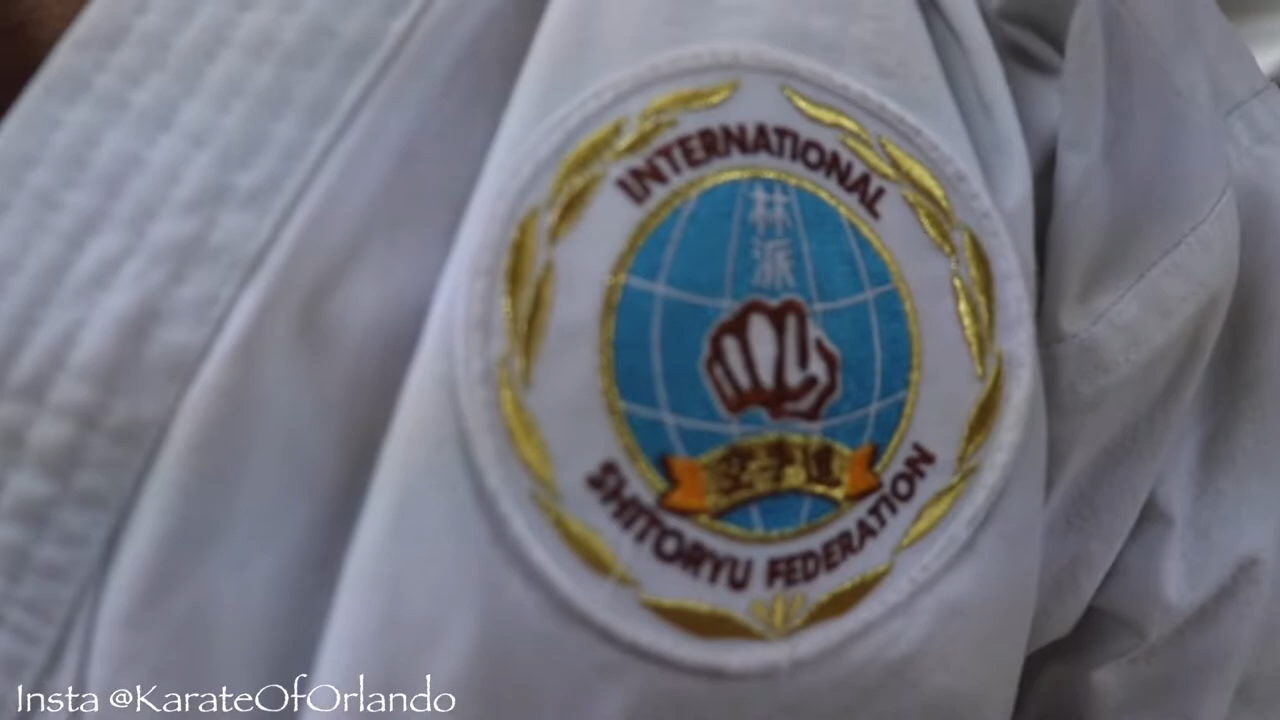 INTERNATIONAL
林
派
空手道
SHITORYU FEDERATION
Insta @KarateOfOrlando